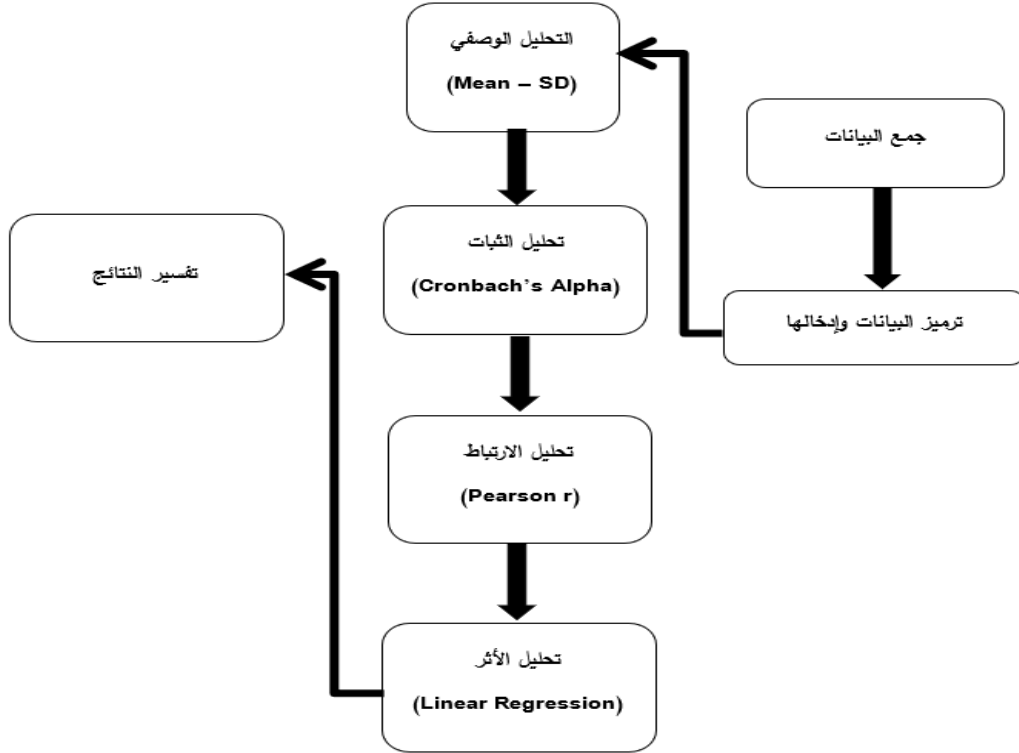 جمع البيانات
ترميز البيانات وإدخالها
التحليل الوصفي
(Mean – SD)
تحليل الثبات
(Cronbach’s Alpha)
تحليل الارتباط
(Pearson r)
تحليل الأثر
(Linear Regression)
تفسير النتائج